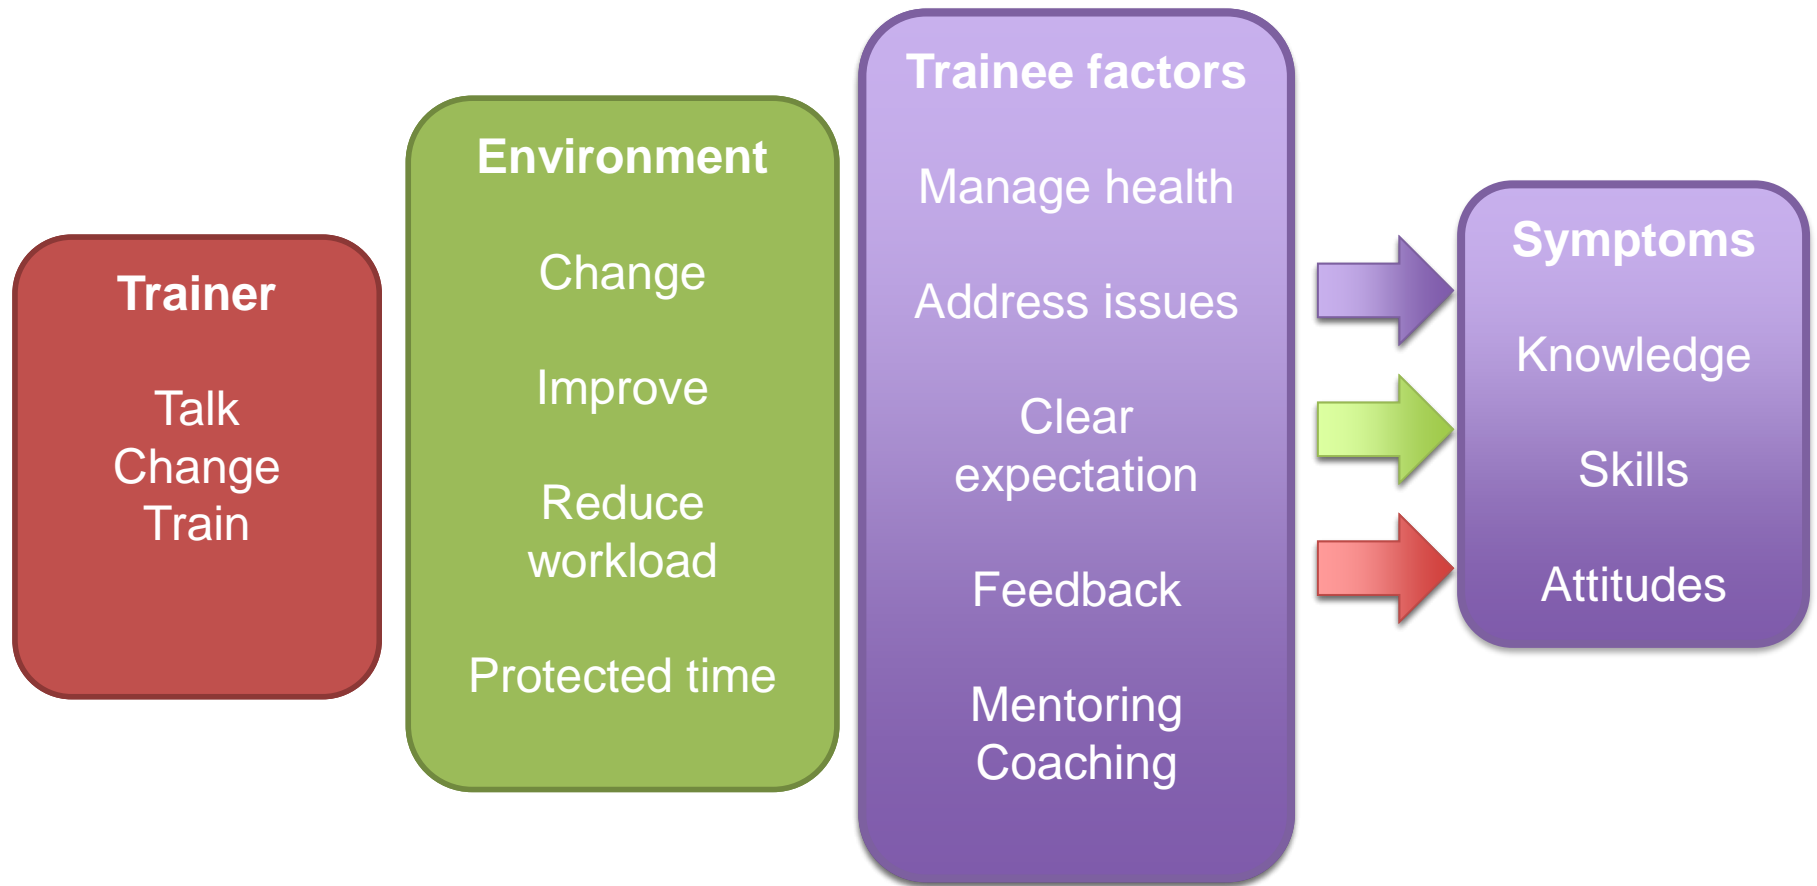 Trainer
Talk
Change
Train
Environment
Change
Improve
Reduce
workload
Protected time
Trainee factors
Manage health
Address issues
Clear
expectation
Feedback
Mentoring
Coaching
Symptoms
Knowledge
Skills
Attitudes